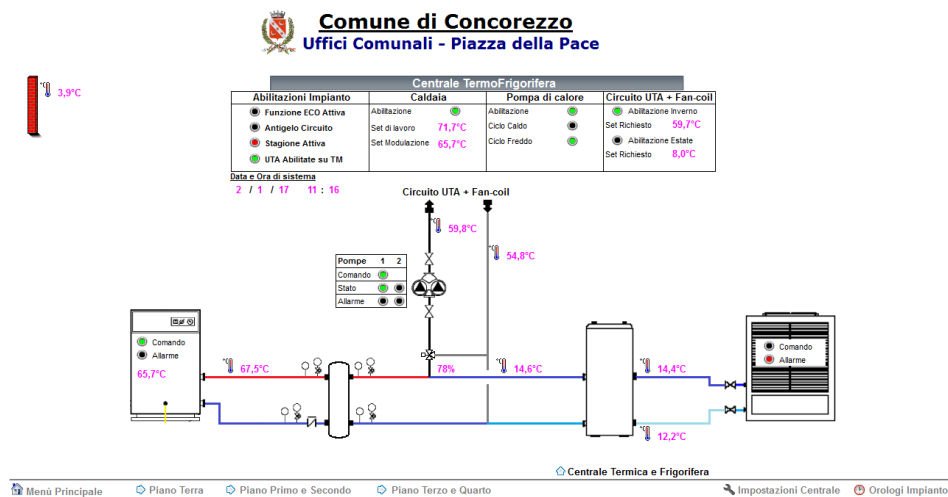 Comune di Concorezzo
Uffici Comunali - Piazza della Pace
°C 3,9°C
Centrale TermoFrigorifera
Abilitazioni Impianto Caldaia Pompa di calore Circuito UTA + Fan-coil
Funzione ECO Attiva Abilitazione Abilitazione Abilitazione Inverno
Antigelo Circuito Set di lavoro 71,7°C Ciclo Caldo Set Richiesto 59,7°C
Stagione Attiva Set Modulazione 65,7°C Ciclo Freddo Abilitazione Estate
UTA Abilitate su TM Set Richiesto 8,0°C
Data e Ora di sistema
2 / 1 / 17 11 : 16
Circuito UTA + Fan-coil
°C 59,8°C
°C 54,8°C
Pompe 1 2
Comando
Stato
Allarme
Comando
Allarme
65,7°C
°C 67,5°C
78%
°C 14,6°C
°C 14,4°C
Comando
Allarme
°C 12,2°C
Centrale Termica e Frigorifera
Menù Principale Piano Terra Piano Primo e Secondo Piano Terzo e Quarto Impostazioni Centrale Orologi Impianto